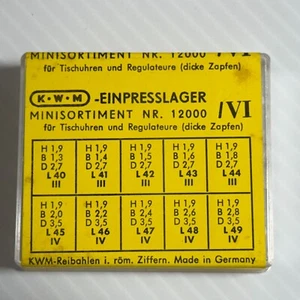 MINISORTIMENT NR. 12000 /VI
für Tischuhren und Regulateure (dicke Zapfen)
K·W·M -EINPRESSLAGER
MINISORTIMENT NR. 12000 /VI
für Tischuhren und Regulateure (dicke Zapfen)
H 1,9 H 1,9 H 1,9 H 1,9 H 1,9
B 1,3 B 1,4 B 1,5 B 1,6 B 1,8
D 2,7 D 2,7 D 2,7 D 2,7 D 2,7
L 40 L 41 L 42 L 43 L 44
III III III III III
H 1,9 H 1,9 H 1,9 H 1,9 H 1,9
B 2,0 B 2,2 B 2,4 B 2,6 B 2,8
D 3,5 D 3,5 D 3,5 D 3,5 D 3,5
L 45 L 46 L 47 L 48 L 49
IV IV IV IV IV
KWM-Reibahlen i. röm. Ziffern. Made in Germany